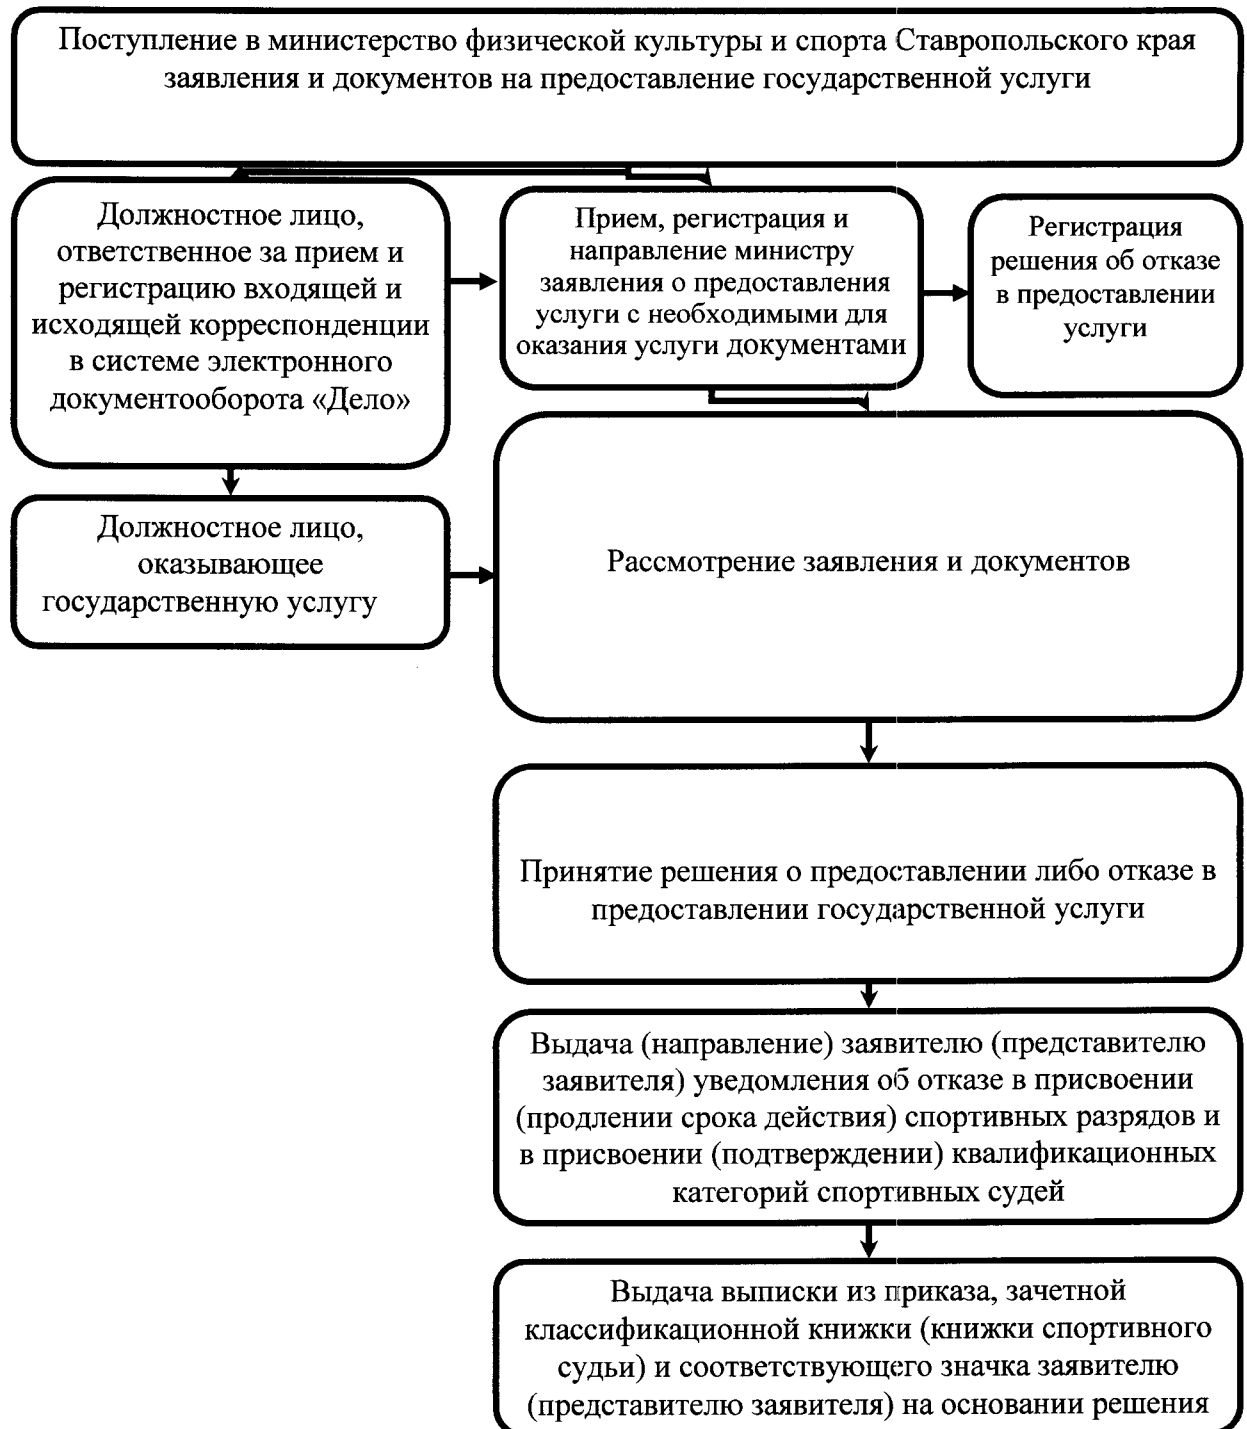 Поступление в министерство физической культуры и спорта Ставропольского края
заявления и документов на предоставление государственной услуги
Должностное лицо,
ответственное за прием и
регистрацию входящей и
исходящей корреспонденции
в системе электронного
документооборота «Дело»
Прием, регистрация и
направление министру
заявления о предоставления
услуги с необходимыми для
оказания услуги документами
Регистрация
решения об отказе
в предоставлении
услуги
Должностное лицо,
оказывающее
государственную услугу
Рассмотрение заявления и документов
Принятие решения о предоставлении либо отказе в
предоставлении государственной услуги
Выдача (направление) заявителю (представителю
заявителя) уведомления об отказе в присвоении
(продлении срока действия) спортивных разрядов и
в присвоении (подтверждении) квалификационных
категорий спортивных судей
Выдача выписки из приказа, зачетной
классификационной книжки (книжки спортивного
судьи) и соответствующего значка заявителю
(представителю заявителя) на основании решения